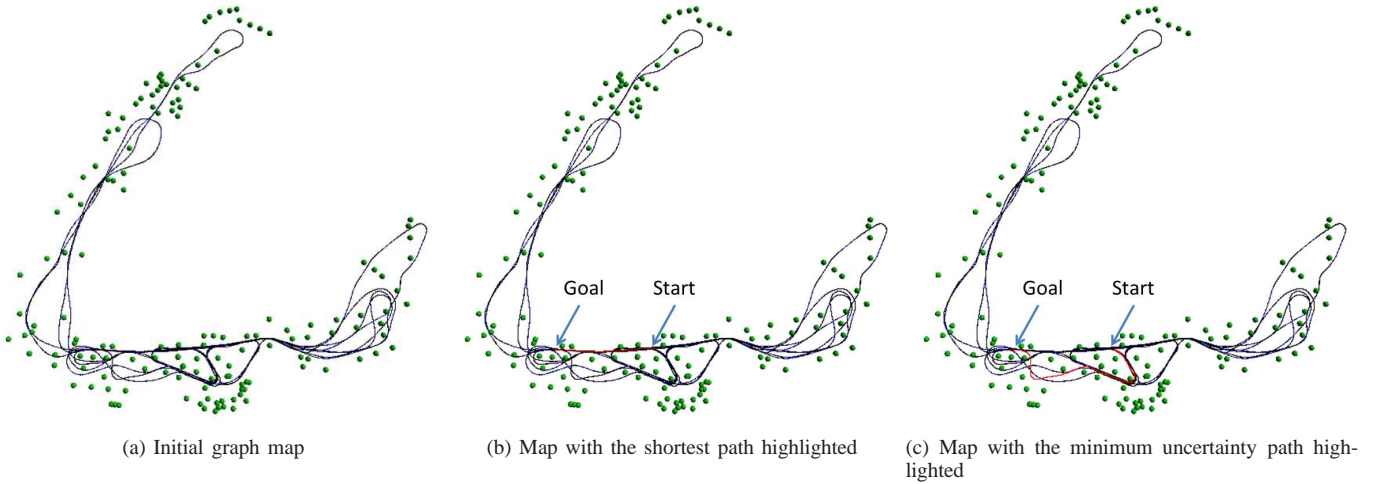 Goal
Start
Goal
Start
(a) Initial graph map
(b) Map with the shortest path highlighted
(c) Map with the minimum uncertainty path high-
lighted